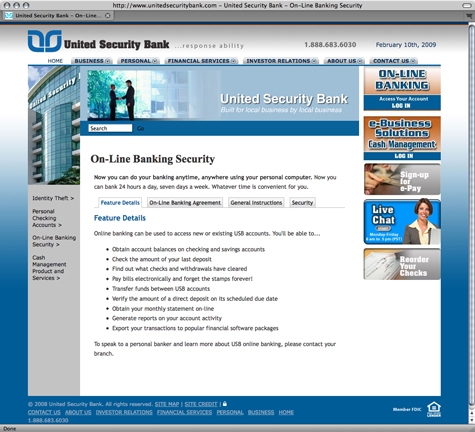 http://www.unitedsecuritybank.com - United Security Bank - On-Line Banking Security
United Security Bank - On-Line...
United Security Bank ...response ability
1.888.683.6030
February 10th, 2009
HOME BUSINESS PERSONAL FINANCIAL SERVICES INVESTOR RELATIONS ABOUT US CONTACT US
United Security Bank
United Security Bank
Built for local business by local business
Search Go
ON-LINE
BANKING
Access Your Account
LOG IN
e-Business
Solutions
Cash Management
LOG IN
Sign-up
for
e-Pay
Live
Chat
Monday-Friday
Reorder
Your
Checks
Identity Theft >
Personal
Checking
Accounts >
On-Line Banking
Security >
Cash
Management
Product and
Services >
On-Line Banking Security
Now you can do your banking anytime, anywhere using your personal computer. Now you
can bank 24 hours a day, seven days a week. Whatever time is convenient for you.
Feature Details On-Line Banking Agreement General Instructions Security
Feature Details
Online banking can be used to access new or existing USB accounts. You'll be able to...
• Obtain account balances on checking and savings accounts
• Check the amount of your last deposit
• Find out what checks and withdrawals have cleared
• Pay bills electronically and forget the stamps forever!
• Transfer funds between USB accounts
• Verify the amount of a direct deposit on its scheduled due date
• Obtain your monthly statement on-line
• Generate reports on your account activity
• Export your transactions to popular financial software packages
To speak to a personal banker and learn more about USB online banking, please contact your
branch.
© 2008 United Security Bank. All rights reserved. SITE MAP | SITE CREDIT |
CONTACT US ABOUT US INVESTOR RELATIONS FINANCIAL SERVICES PERSONAL BUSINESS HOME
1.888.683.6030
Member FDIC
Done